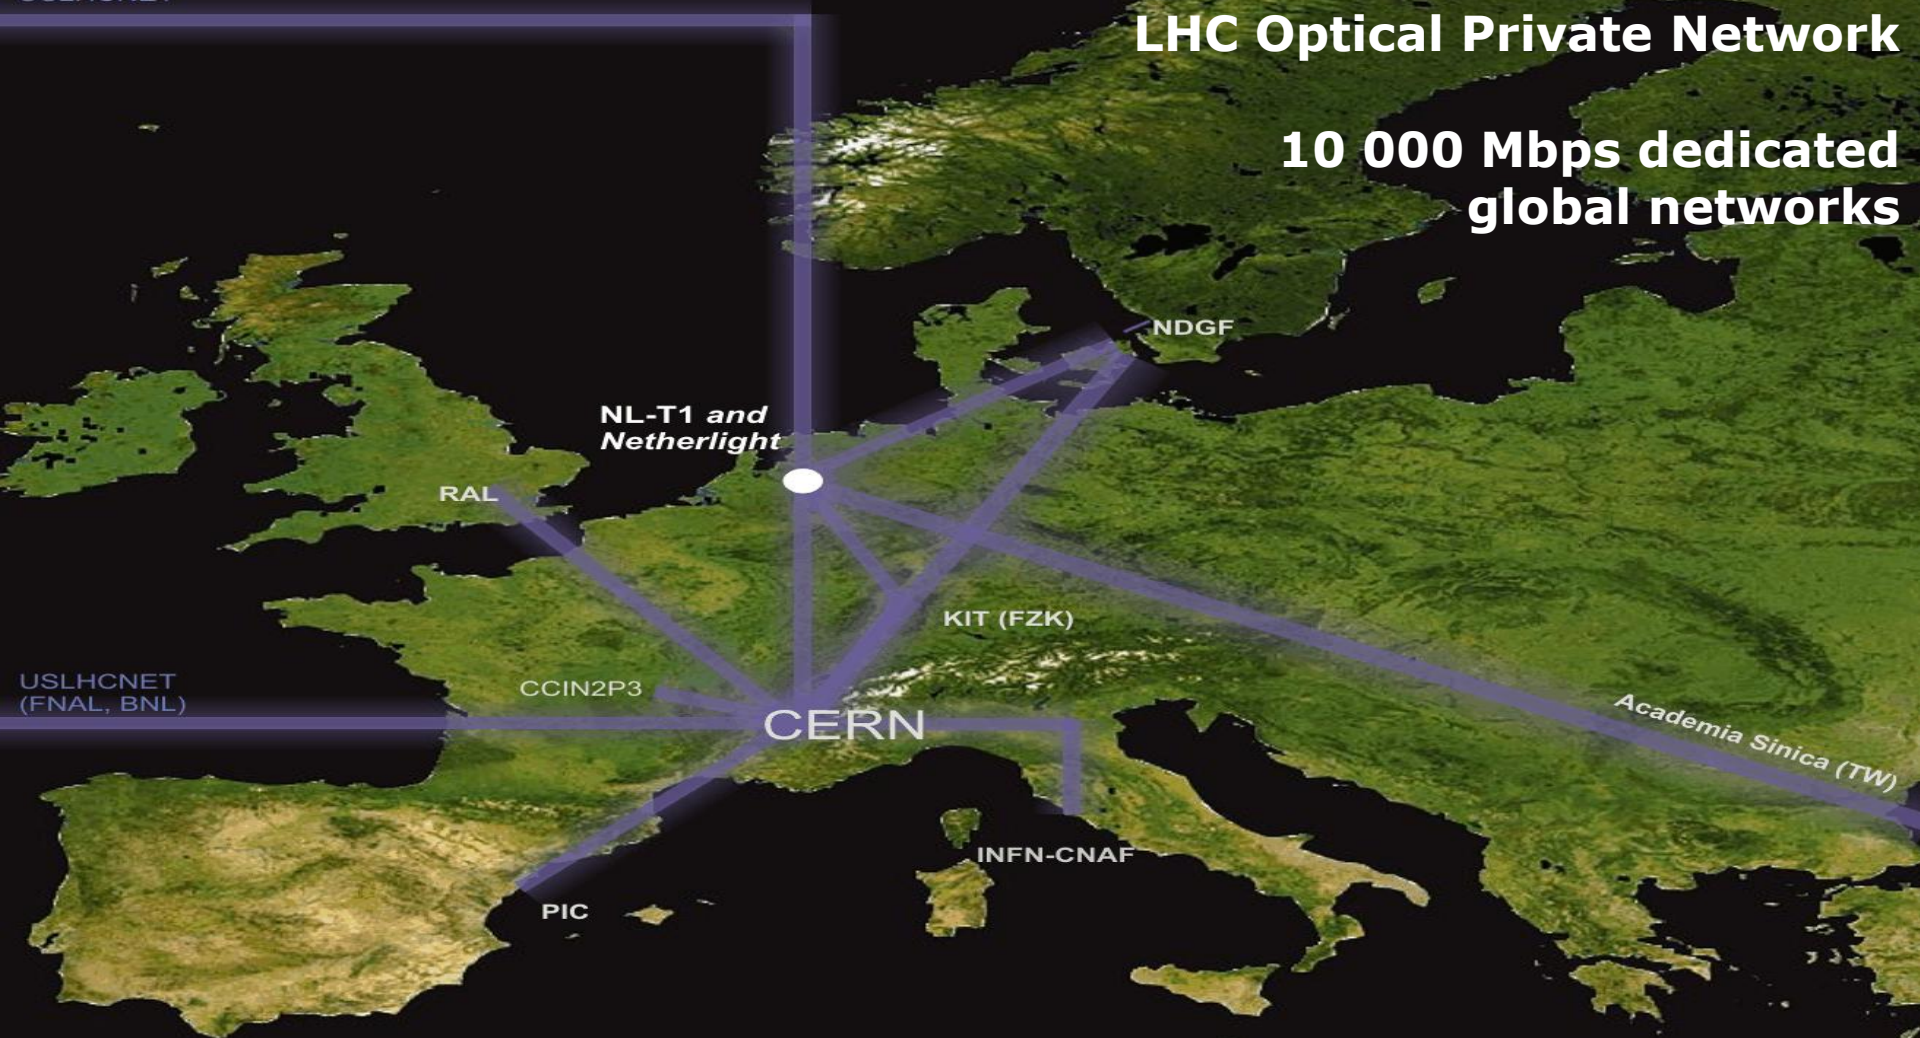 LHC Optical Private Network
10 000 Mbps dedicated
global networks
NDGF
NL-T1 and
Netherlight
RAL
KIT (FZK)
USLHCNET
(FNAL, BNL)
CCIN2P3
CERN
Academia Sinica (TW)
INFN-CNAF
PIC